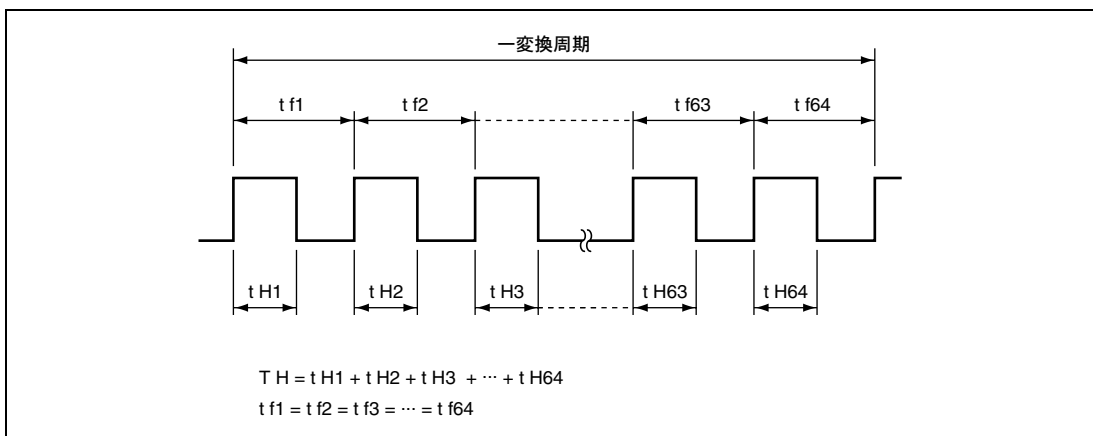 一変換周期
t f1 t f2 t f63 t f64
t H1 t H2 t H3 t H63 t H64
T H = t H1 + t H2 + t H3 + ··· + t H64
t f1 = t f2 = t f3 = ··· = t f64